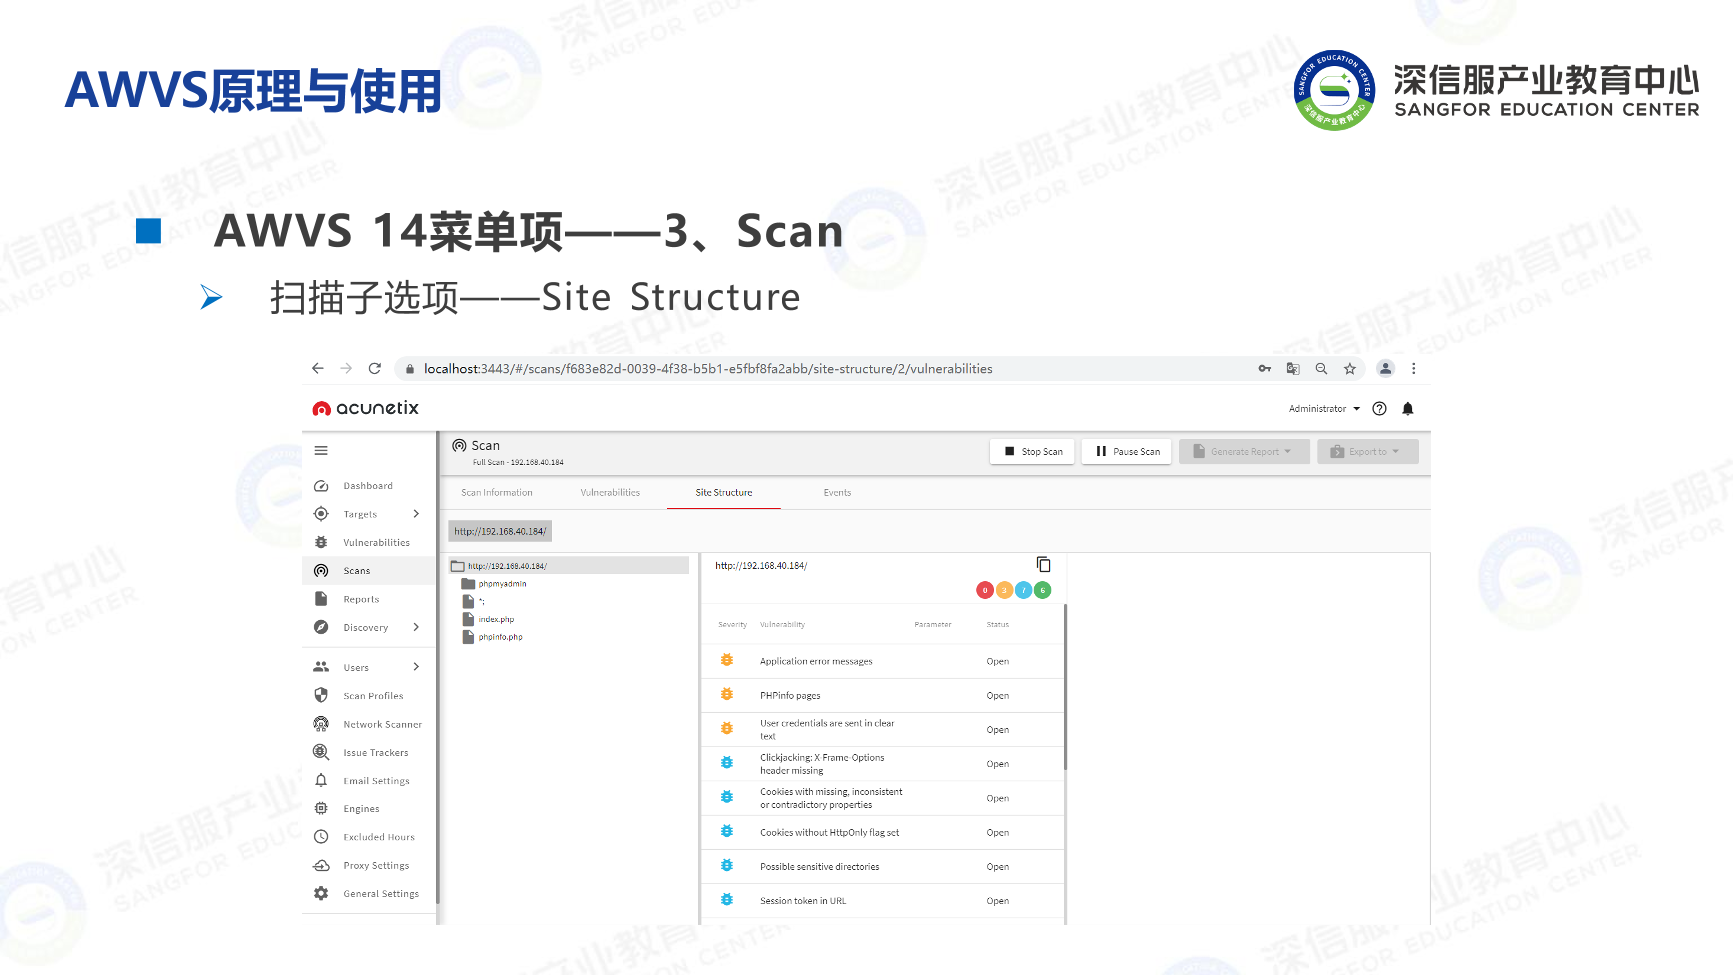 AWVS原理与使用
深信服产业教育中心
SANGFOR EDUCATION CENTER
AWVS 14菜单项——3、Scan
扫描子选项——Site Structure
localhost:3443/#/scans/f683e82d-0039-4f38-b5b1-e5fbf8fa2abb/site-structure/2/vulnerabilities
acunetix
Administrator
Scan
Full Scan - 192.168.40.184
Stop Scan
Pause Scan
Generate Report
Export to
Scan Information
Vulnerabilities
Site Structure
Events
Dashboard
Targets
Vulnerabilities
Scans
Reports
Discovery
Users
Scan Profiles
Network Scanner
Issue Trackers
Email Settings
Engines
Excluded Hours
Proxy Settings
General Settings
http://192.168.40.184/
http://192.168.40.184/
phpmyadmin
*;
index.php
phpinfo.php
http://192.168.40.184/
0 3 7 6
Severity Vulnerability Parameter Status
Application error messages Open
PHPinfo pages Open
User credentials are sent in clear
text
Open
Clickjacking: X-Frame-Options
header missing
Open
Cookies with missing, inconsistent
or contradictory properties
Open
Cookies without HttpOnly flag set Open
Possible sensitive directories Open
Session token in URL Open